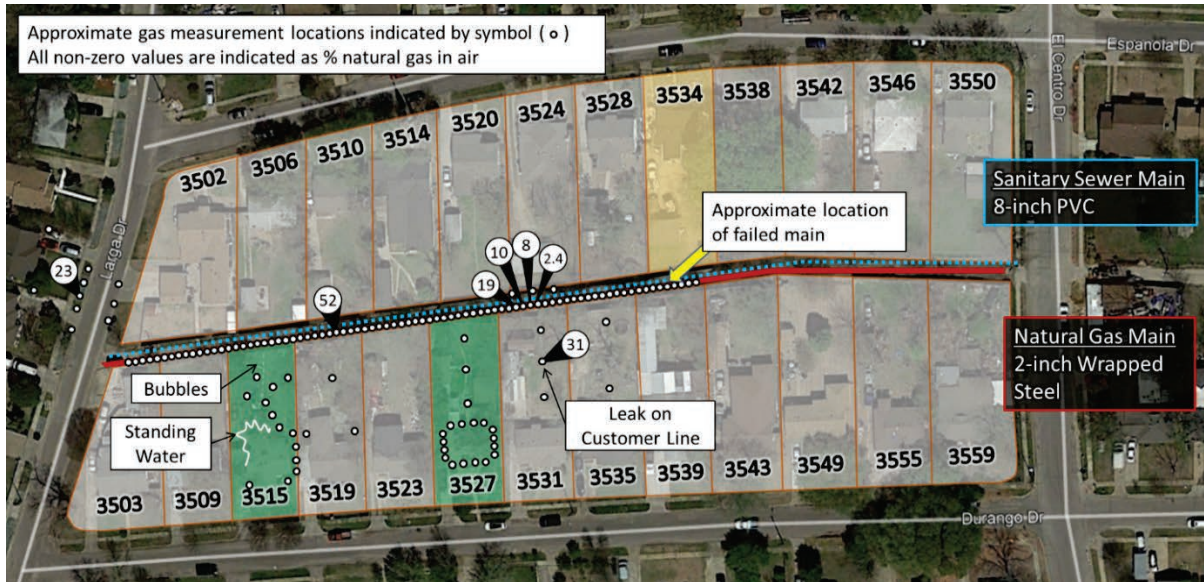 Approximate gas measurement locations indicated by symbol ( o )
All non-zero values are indicated as % natural gas in air
Espanola Dr
El Centro Dr
Larga Dr
3502
3506
3510
3514
3520
3524
3528
3534
3538
3542
3546
3550
Sanitary Sewer Main
8-inch PVC
Approximate location
of failed main
23
52
19
10
8
2.4
31
Natural Gas Main
2-inch Wrapped
Steel
Bubbles
Standing
Water
Leak on
Customer Line
3503
3509
3515
3519
3523
3527
3531
3535
3539
3543
3549
3555
3559
Durango Dr